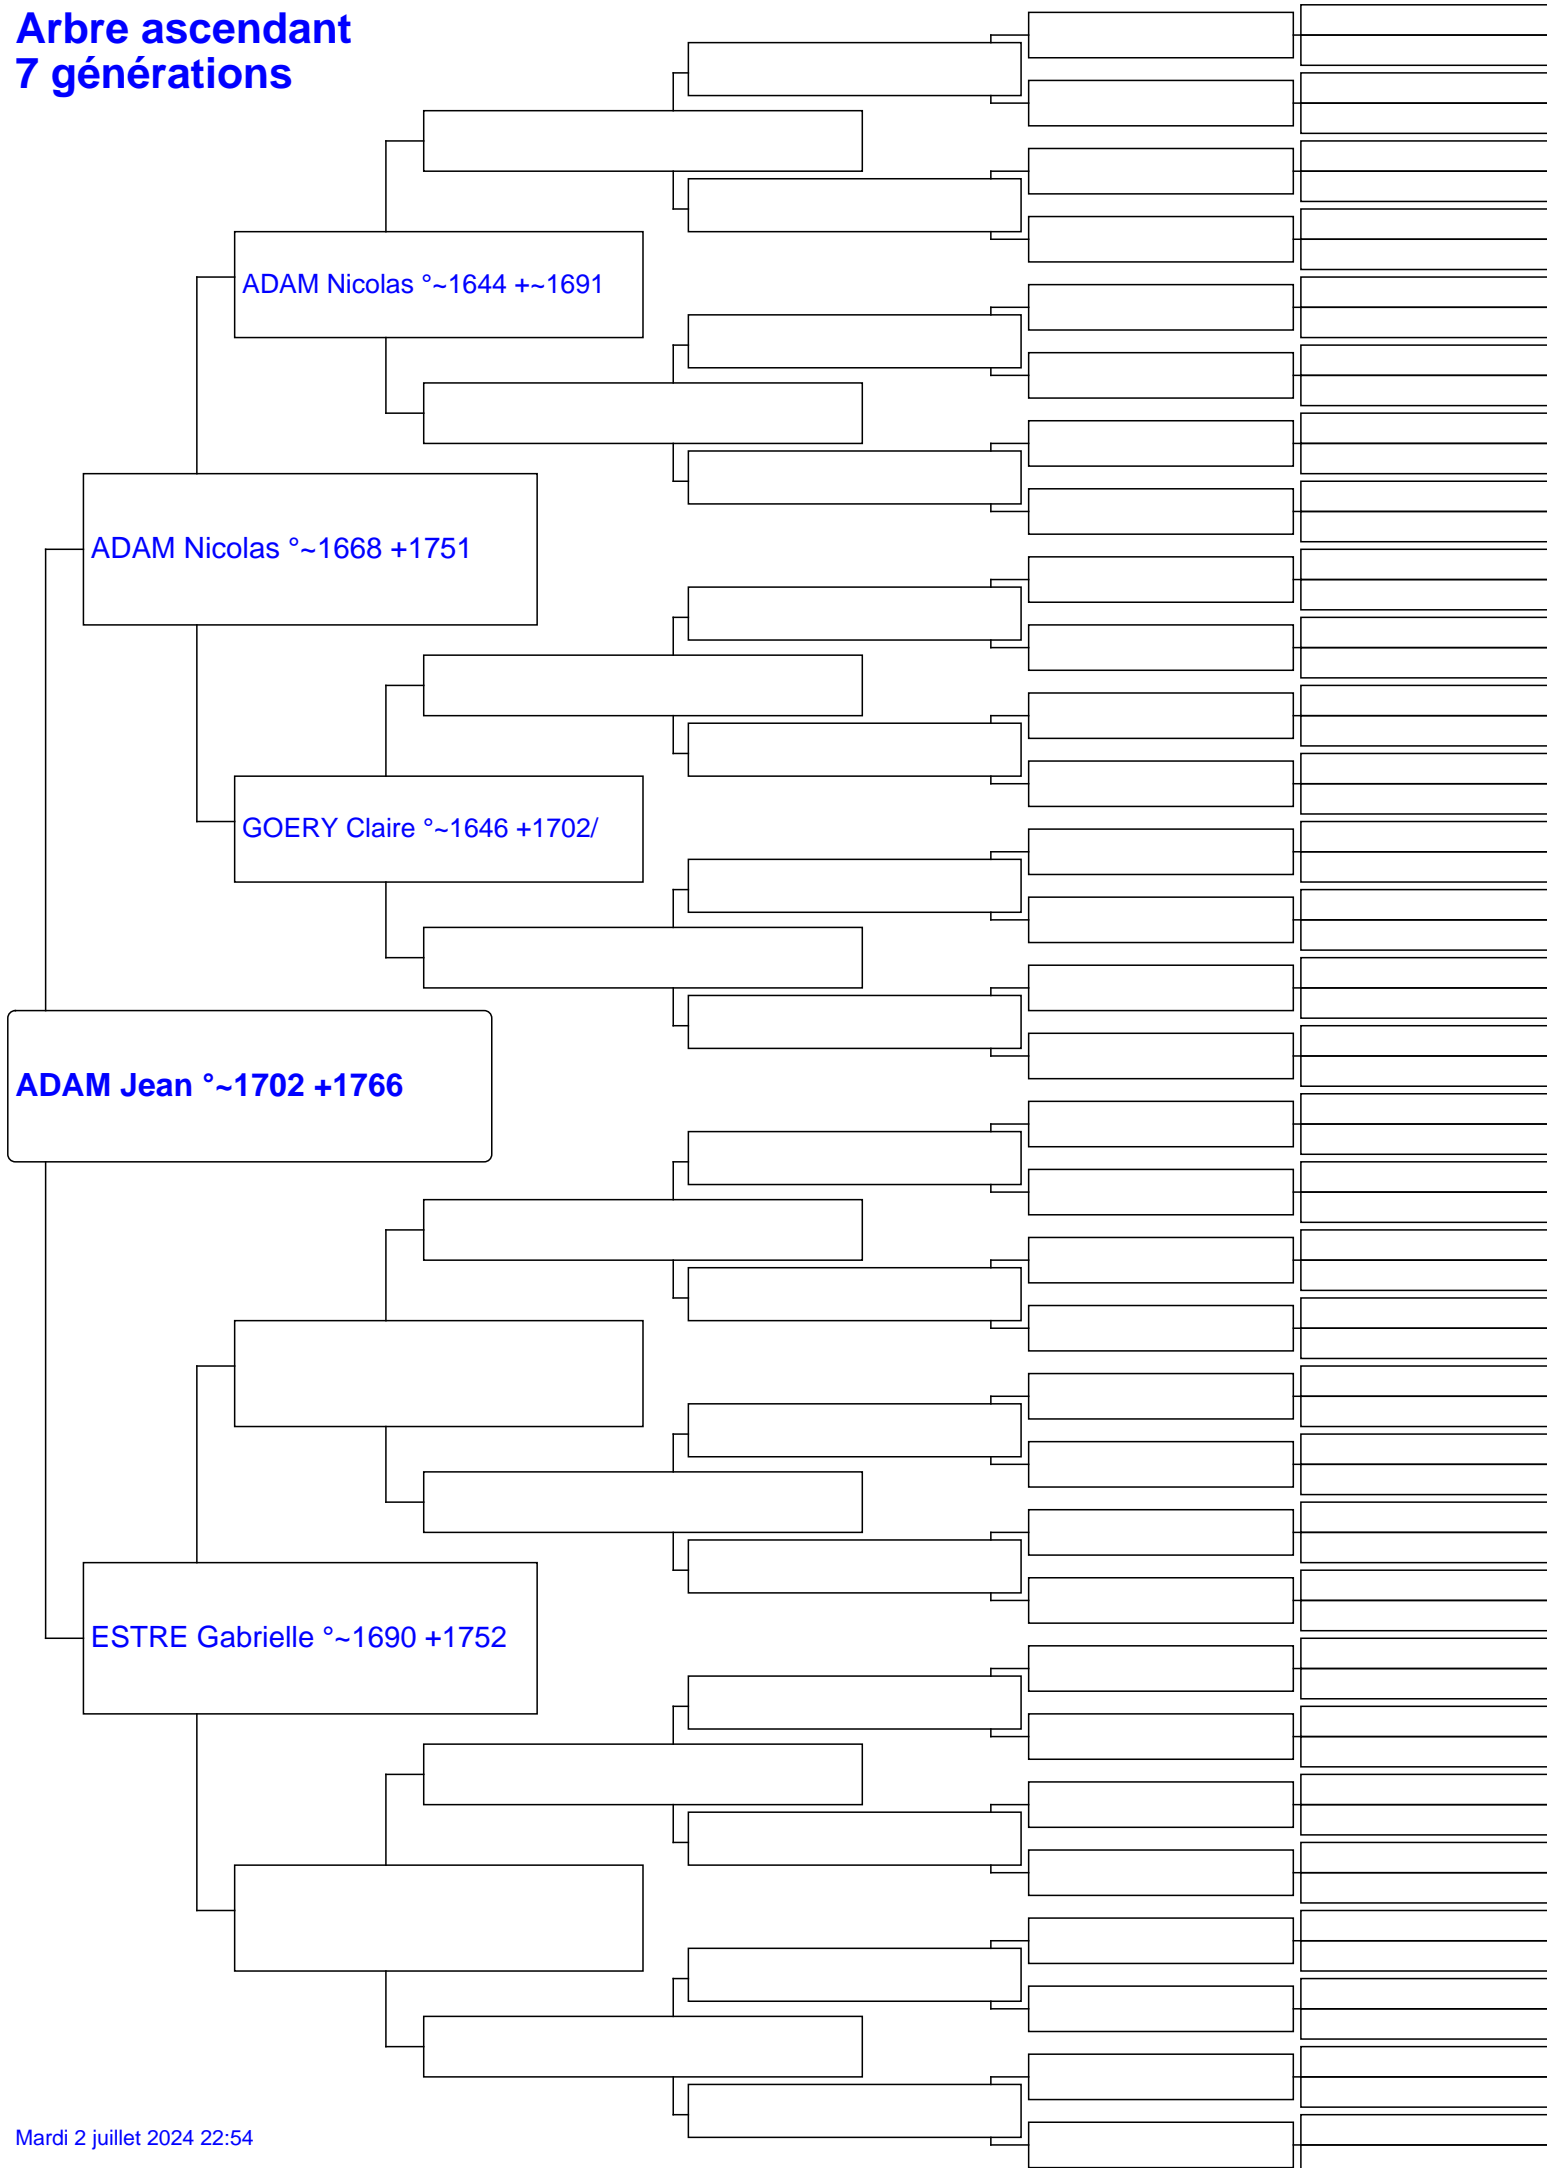 Arbre ascendant
7 générations
ADAM Nicolas °~1644 +~1691
ADAM Nicolas °~1668 +1751
GOERY Claire °~1646 +1702/
ADAM Jean °~1702 +1766
ESTRE Gabrielle °~1690 +1752
Mardi 2 juillet 2024 22:54